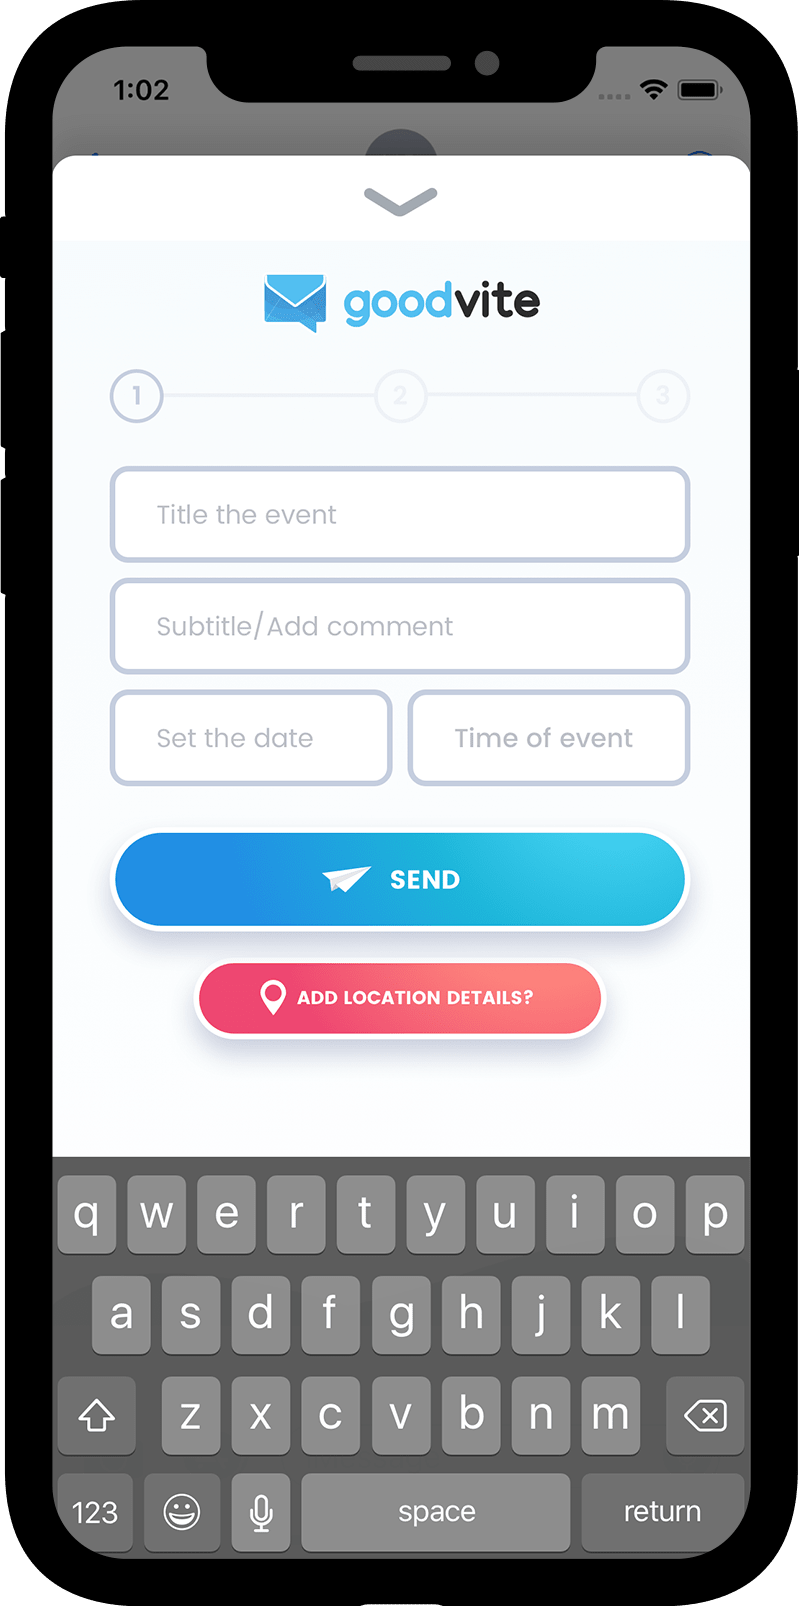 1:02
goodvite
1 2 3
Title the event
Subtitle/Add comment
Set the date Time of event
SEND
ADD LOCATION DETAILS?
q w e r t y u i o p
a s d f g h j k l
z x c v b n m
123 space return